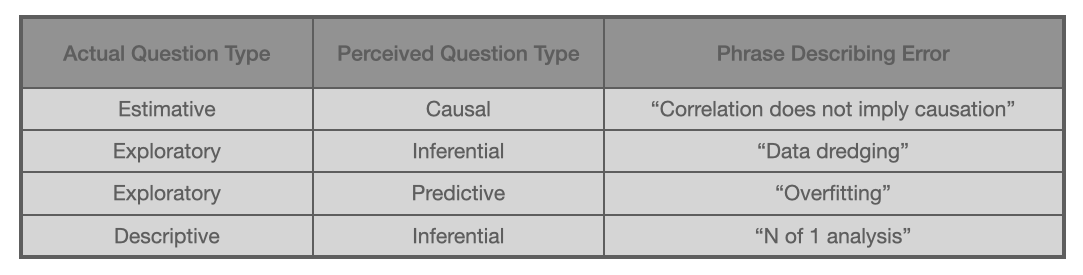 Actual Question Type Perceived Question Type Phrase Describing Error
Estimative Causal “Correlation does not imply causation”
Exploratory Inferential “Data dredging”
Exploratory Predictive “Overfitting”
Descriptive Inferential “N of 1 analysis”